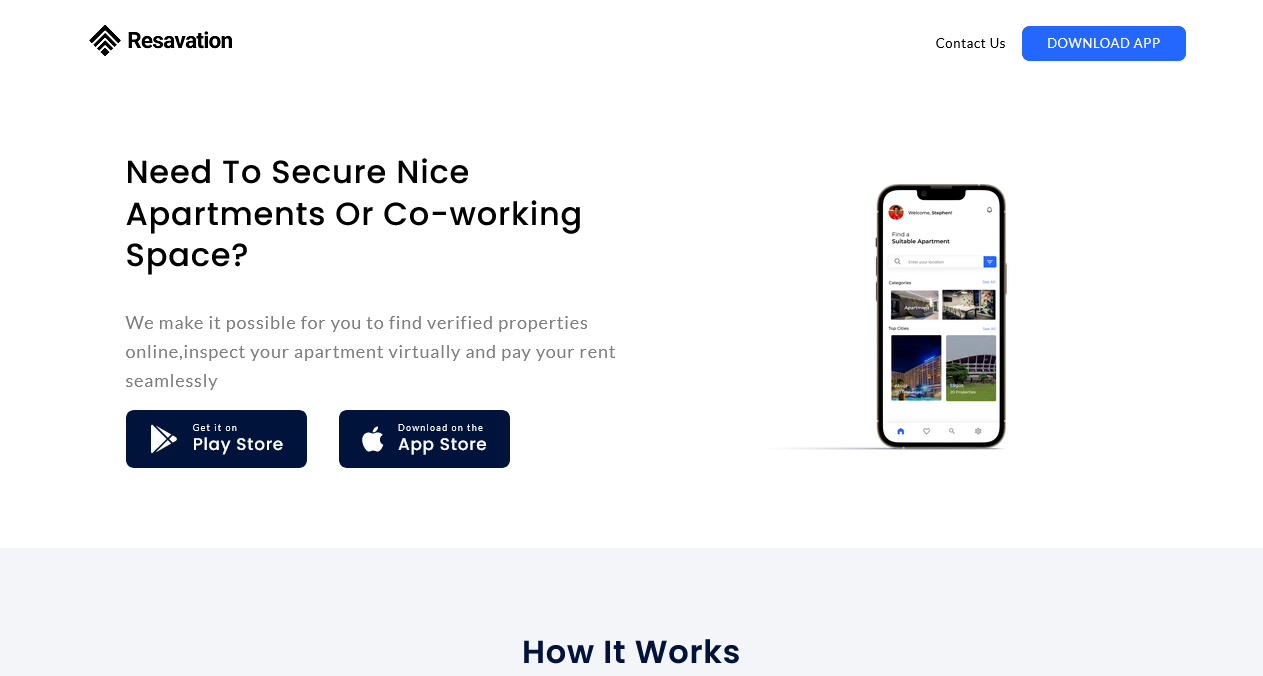 Resavation
Contact Us
DOWNLOAD APP
Need To Secure Nice
Apartments Or Co-working
Space?
We make it possible for you to find verified properties
online,inspect your apartment virtually and pay your rent
seamlessly
Get it on
Play Store
Download on the
App Store
Welcome, Stephen!
Find a
Suitable Apartment
Enter your location
Categories
See All
Apartment
Top Cities
See All
Abuja
Lagos
20 Properties
How It Works